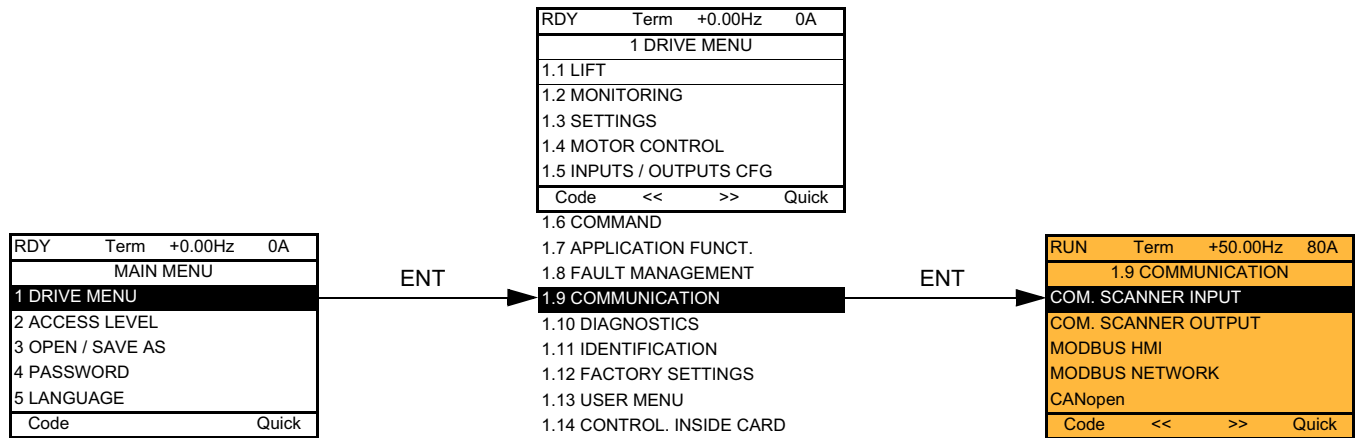 RDY Term +0.00Hz 0A
MAIN MENU
1 DRIVE MENU
2 ACCESS LEVEL
3 OPEN / SAVE AS
4 PASSWORD
5 LANGUAGE
Code Quick
ENT
RDY Term +0.00Hz 0A
1 DRIVE MENU
1.1 LIFT
1.2 MONITORING
1.3 SETTINGS
1.4 MOTOR CONTROL
1.5 INPUTS / OUTPUTS CFG
Code << >> Quick
1.6 COMMAND
1.7 APPLICATION FUNCT.
1.8 FAULT MANAGEMENT
1.9 COMMUNICATION
1.10 DIAGNOSTICS
1.11 IDENTIFICATION
1.12 FACTORY SETTINGS
1.13 USER MENU
1.14 CONTROL. INSIDE CARD
ENT
RUN Term +50.00Hz 80A
1.9 COMMUNICATION
COM. SCANNER INPUT
COM. SCANNER OUTPUT
MODBUS HMI
MODBUS NETWORK
CANopen
Code << >> Quick